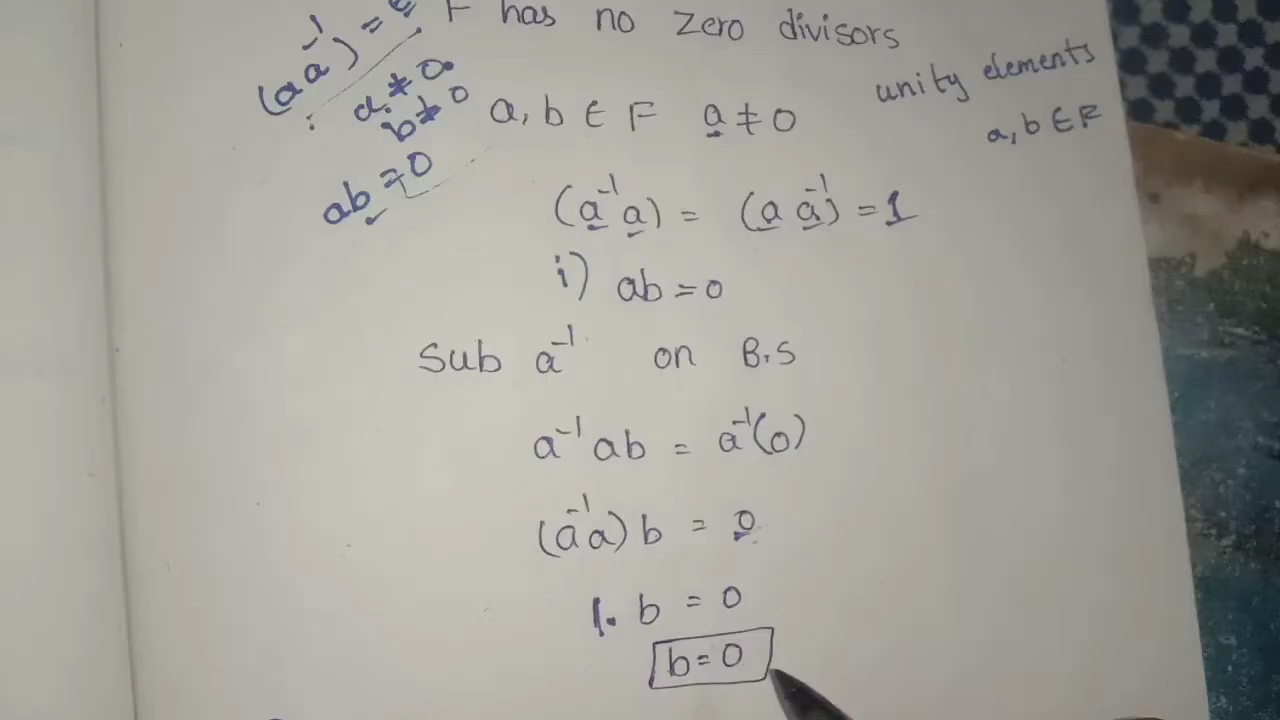 F has no zero divisors
(a a⁻¹) =
a ≠ 0
b ≠ 0
ab = 0
unity elements
a, b ∈ F
a, b ∈ F a ≠ 0
(a⁻¹a) = (a a⁻¹) = 1
i) ab = 0
Sub a⁻¹ on B.S
a⁻¹ab = a⁻¹(0)
(a⁻¹a) b = 0
1. b = 0
b = 0